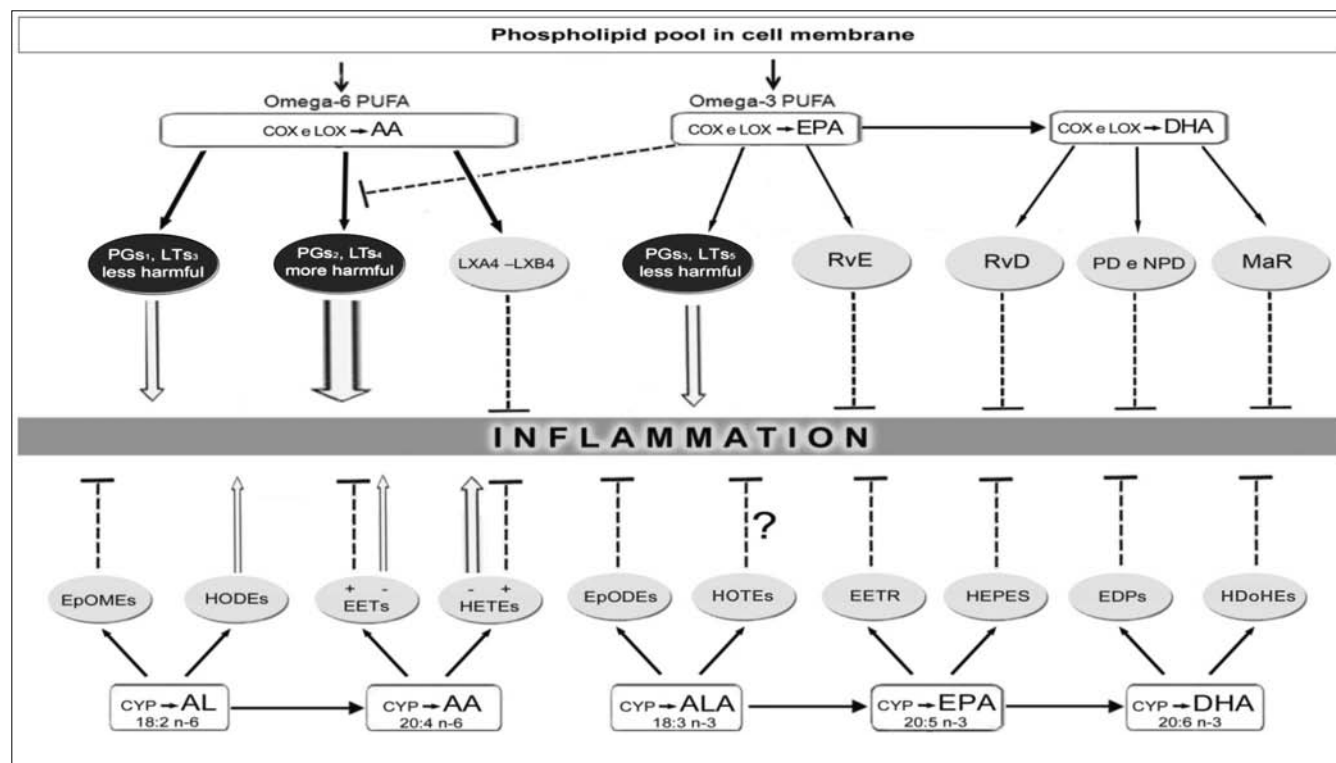 Phospholipid pool in cell membrane
Omega-6 PUFA
COX e LOX → AA
Omega-3 PUFA
COX e LOX → EPA
COX e LOX → DHA
PGs₁, LTs₃
less harmful
PGs₂, LTs₄
more harmful
LXA4 –LXB4
PGs₃, LTs₅
less harmful
RvE
RvD
PD e NPD
MaR
INFLAMMATION
?
EpOMEs
HODEs
+ -
EETs
- +
HETEs
EpODEs
HOTEs
EETR
HEPES
EDPs
HDoHEs
CYP → AL
18:2 n-6
CYP → AA
20:4 n-6
CYP → ALA
18:3 n-3
CYP → EPA
20:5 n-3
CYP → DHA
20:6 n-3